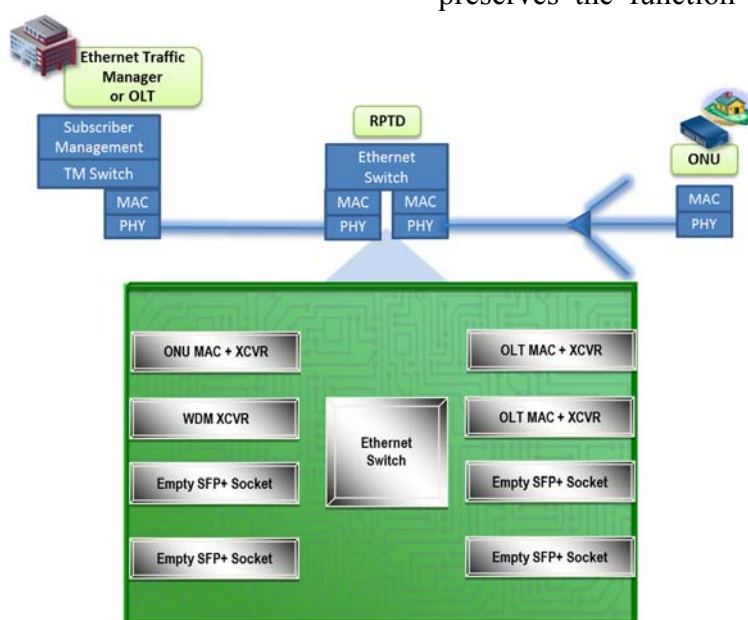 preserves the function
Ethernet Traffic
Manager
or OLT
Subscriber
Management
TM Switch
MAC
PHY
RPTD
Ethernet
Switch
MAC
MAC
PHY
PHY
ONU
MAC
PHY
ONU MAC + XCVR
WDM XCVR
Empty SFP+ Socket
Empty SFP+ Socket
Ethernet
Switch
OLT MAC + XCVR
OLT MAC + XCVR
Empty SFP+ Socket
Empty SFP+ Socket